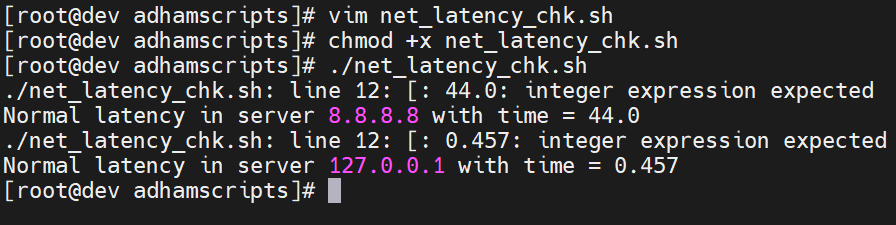 [root@dev adhamscripts]# vim net_latency_chk.sh
[root@dev adhamscripts]# chmod +x net_latency_chk.sh
[root@dev adhamscripts]# ./net_latency_chk.sh
./net_latency_chk.sh: line 12: [: 44.0: integer expression expected
Normal latency in server 8.8.8.8 with time = 44.0
./net_latency_chk.sh: line 12: [: 0.457: integer expression expected
Normal latency in server 127.0.0.1 with time = 0.457
[root@dev adhamscripts]#